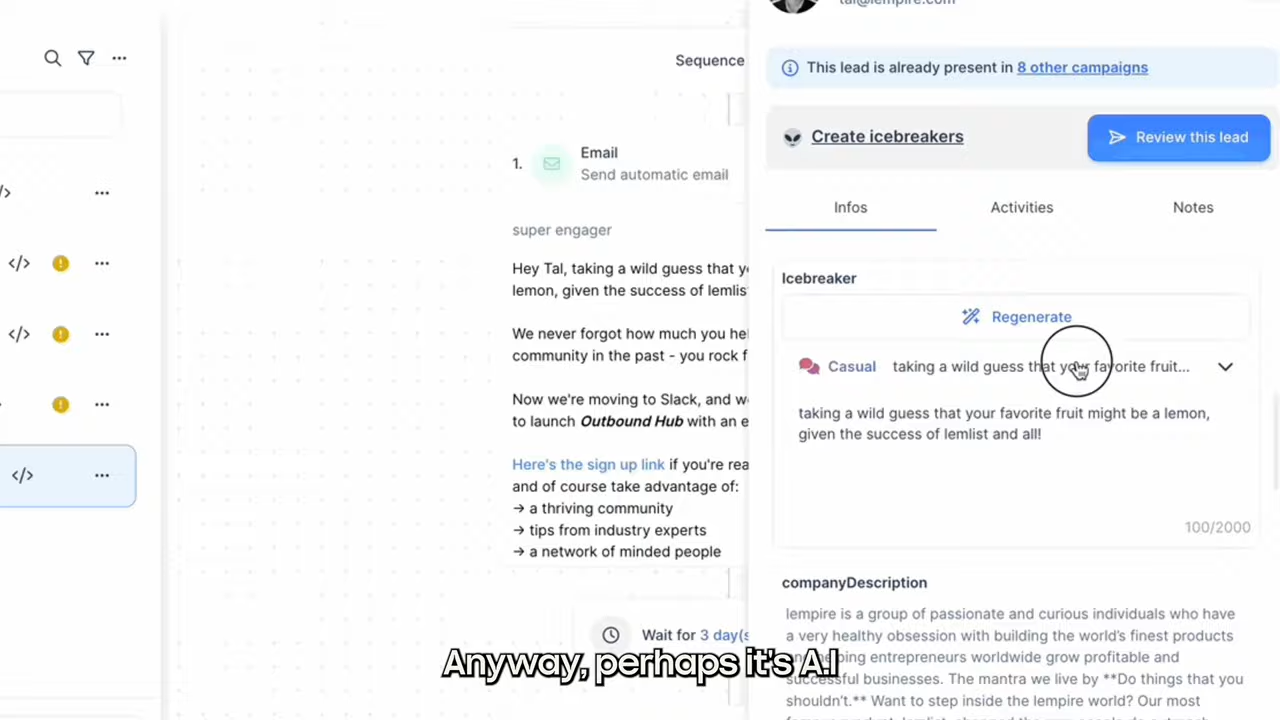 tal@lempire.com
This lead is already present in 8 other campaigns
Create icebreakers
Review this lead
Infos
Activities
Notes
Sequence
1.
Email
Send automatic email
super engager
Hey Tal, taking a wild guess that
lemon, given the success of lemlis
We never forgot how much you
community in the past - you rock
Now we're moving to Slack, and
to launch Outbound Hub with an
Here's the sign up link if you're
and of course take advantage of:
→ a thriving community
→ tips from industry experts
→ a network of minded people
Wait for 3 day(s
Icebreaker
Regenerate
Casual
taking a wild guess that your favorite fruit...
taking a wild guess that your favorite fruit might be a lemon,
given the success of lemlist and all!
100/2000
companyDescription
lempire is a group of passionate and curious individuals who have
a very healthy obsession with building the world's finest products
and helping entrepreneurs worldwide grow profitable and
successful businesses. The mantra we live by **Do things that you
shouldn't.** Want to step inside the lempire world? Our most
Anyway, perhaps it's A.I